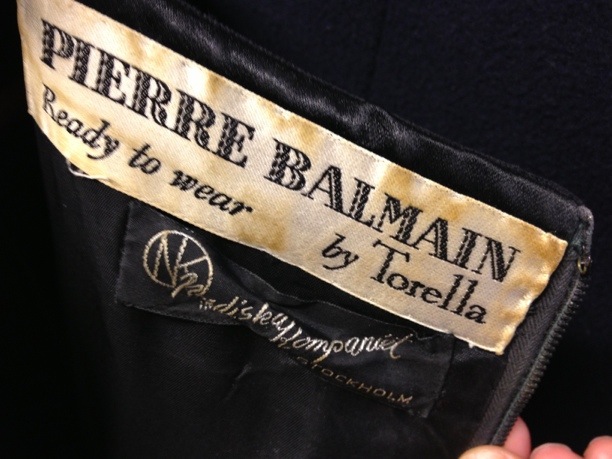 PIERRE BALMAIN
Ready to wear by Torella
NK
Nordiska Kompaniet
STOCKHOLM